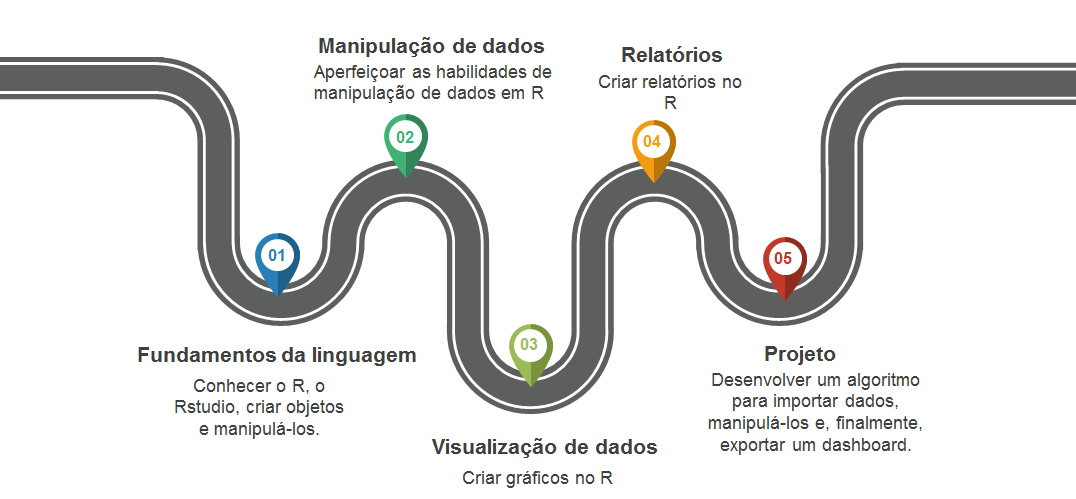 01
Fundamentos da linguagem
Conhecer o R, o
Rstudio, criar objetos
e manipulá-los.
Manipulação de dados
Aperfeiçoar as habilidades de
manipulação de dados em R
02
03
Visualização de dados
Criar gráficos no R
Relatórios
Criar relatórios no
R
04
05
Projeto
Desenvolver um algoritmo
para importar dados,
manipulá-los e, finalmente,
exportar um dashboard.